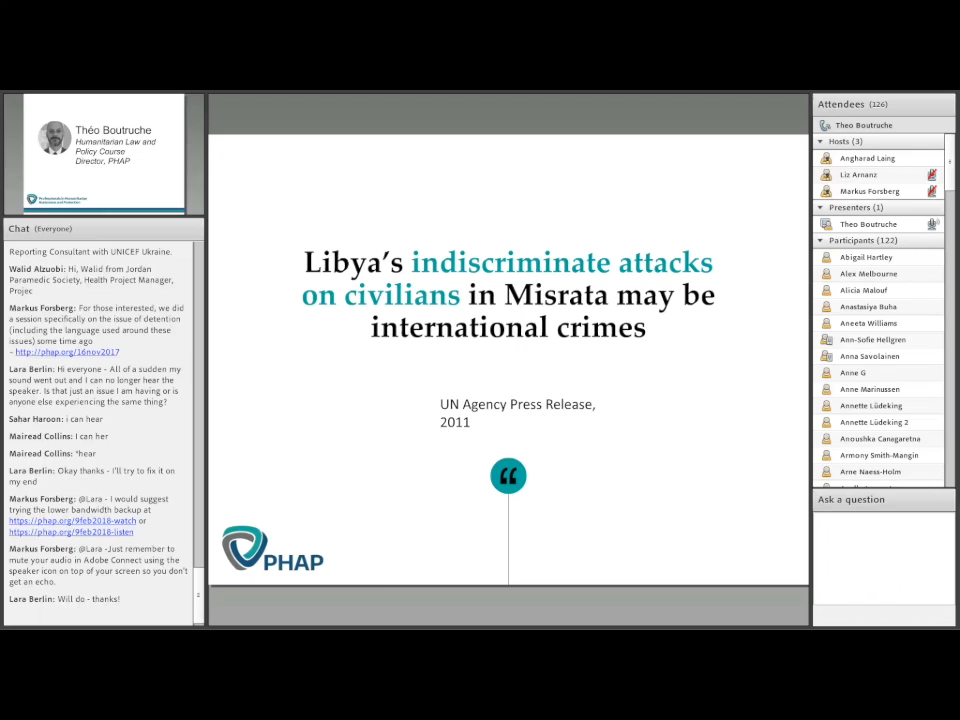 Théo Boutruche
Humanitarian Law and
Policy Course
Director, PHAP
Chat (Everyone)
Reporting Consultant with UNICEF Ukraine.
Walid Alzuobi: Hi, Walid from Jordan
Paramedic Society, Health Project Manager,
Projec
Markus Forsberg: For those interested, we did
a session specifically on the issue of detention
(including the language used around these
issues) some time ago
- http://phap.org/16nov2017
Lara Berlin: Hi everyone - All of a sudden my
sound went out and I can no longer hear the
speaker. Is that just an issue I am having or is
anyone else experiencing the same thing?
Sahar Haroon: i can hear
Mairead Collins: I can her
Mairead Collins: *hear
Lara Berlin: Okay thanks - I'll try to fix it on
my end
Markus Forsberg: @Lara - I would suggest
trying the lower bandwidth backup at
https://phap.org/9feb2018-watch or
https://phap.org/9feb2018-listen
Markus Forsberg: @Lara -Just remember to
mute your audio in Adobe Connect using the
speaker icon on top of your screen so you don't
get an echo.
Lara Berlin: Will do - thanks!
Libya's indiscriminate attacks
on civilians in Misrata may be
international crimes
UN Agency Press Release,
2011
“
PHAP
Attendees (126)
Theo Boutruche
Hosts (3)
Angharad Laing
Liz Arnanz
Markus Forsberg
Presenters (1)
Theo Boutruche
Participants (122)
Abigail Hartley
Alex Melbourne
Alicia Malouf
Anastasiya Buha
Aneeta Williams
Ann-Sofie Hellgren
Anna Savolainen
Anne G
Anne Marinussen
Annette Lüdeking
Annette Lüdeking 2
Anoushka Canagaretna
Armony Smith-Mangin
Arne Naess-Holm
Ask a question